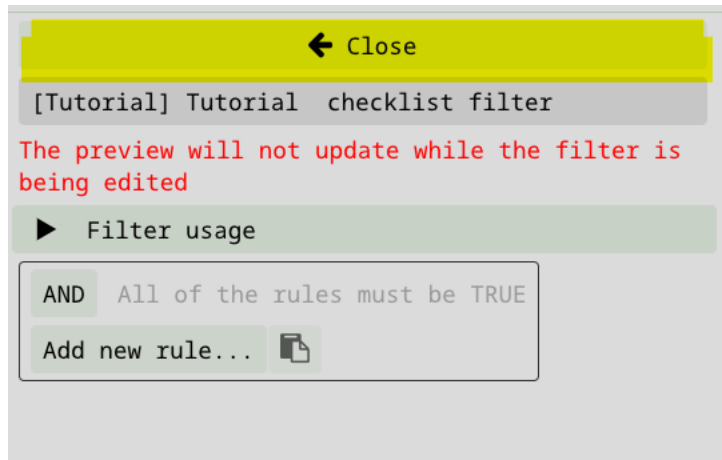 Close
[Tutorial] Tutorial  checklist filter
The preview will not update while the filter is
being edited
Filter usage
AND All of the rules must be TRUE
Add new rule...